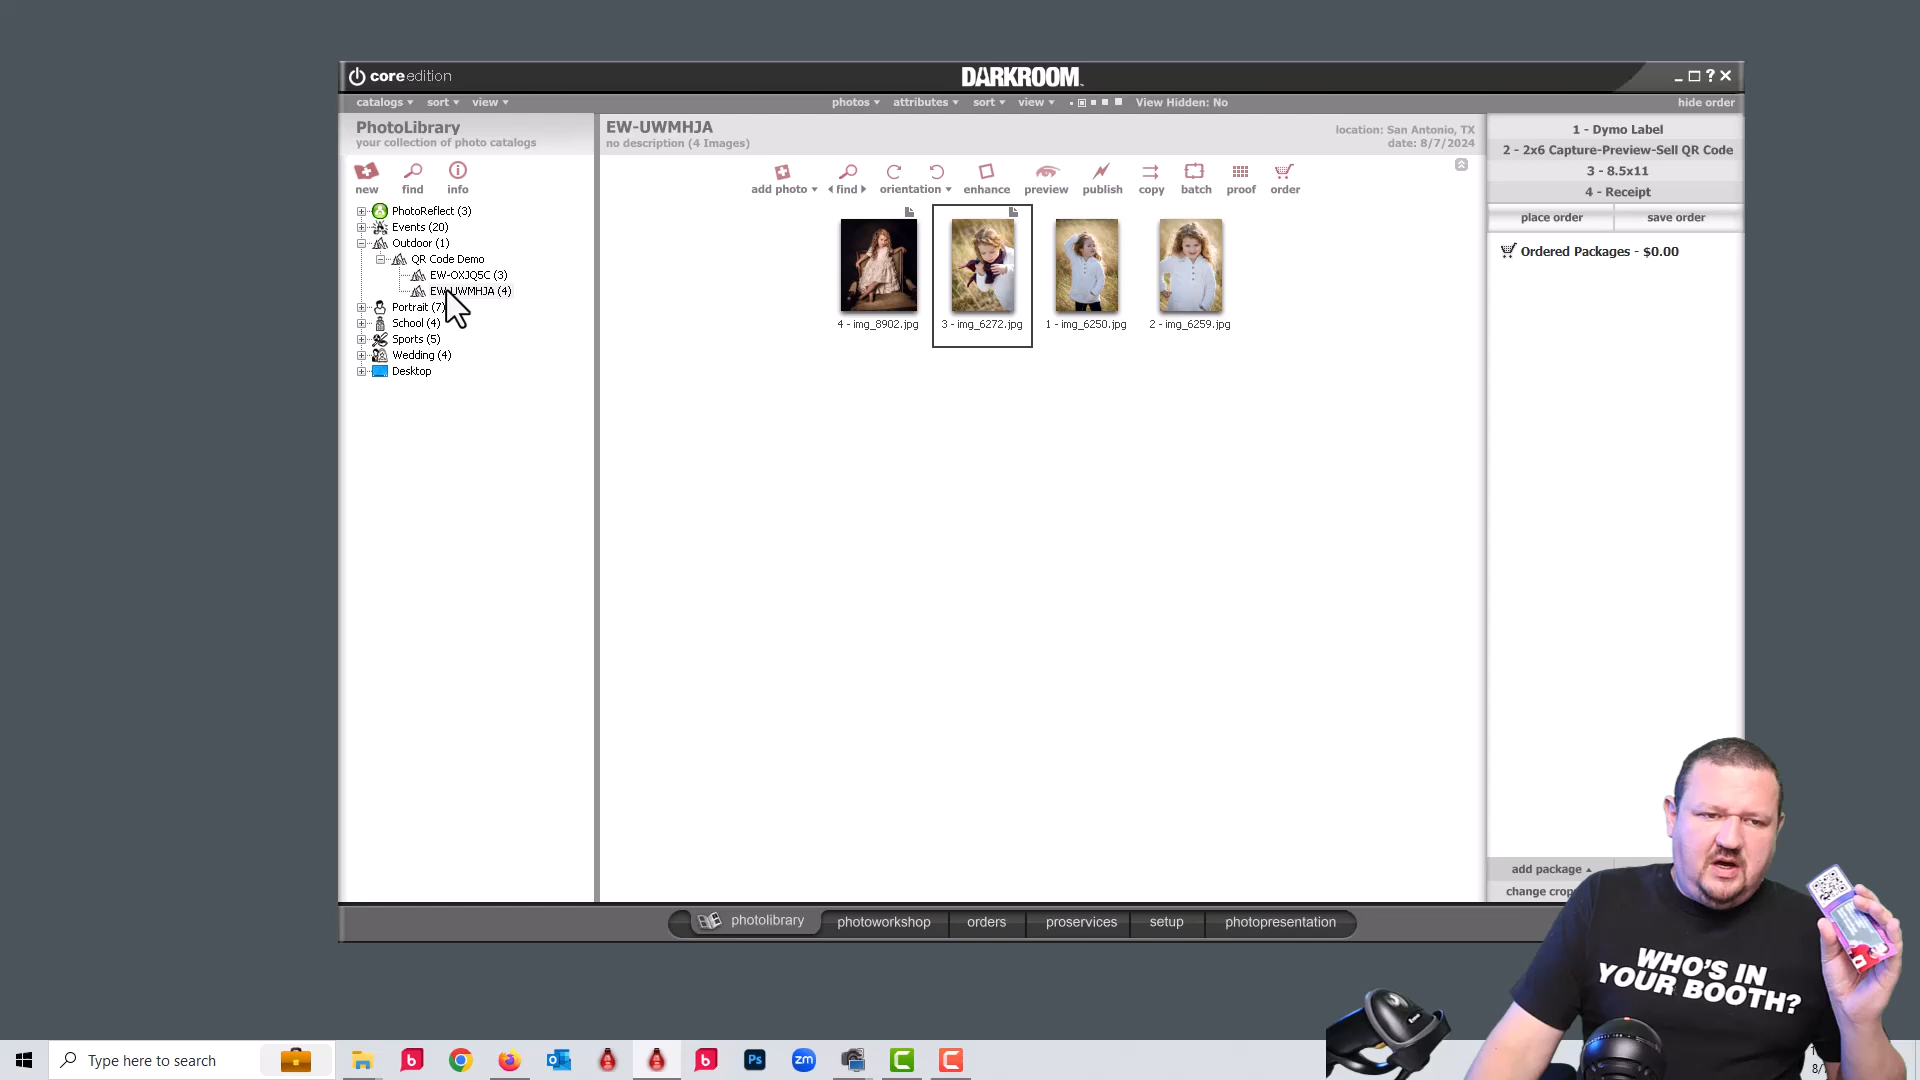 coreedition
DARKROOM
catalogs sort view
photos attributes sort view View Hidden: No
hide order
PhotoLibrary
your collection of photo catalogs
new find info
PhotoReflect (3)
Events (20)
Outdoor (1)
QR Code Demo
EW-OXJQ5C (3)
EW-UWMHJA (4)
Portrait (7)
School (4)
Sports (5)
Wedding (4)
Desktop
EW-UWMHJA
no description (4 Images)
location: San Antonio, TX
date: 8/7/2024
add photo find orientation enhance preview publish copy batch proof order
4 - img_8902.jpg
3 - img_6272.jpg
1 - img_6250.jpg
2 - img_6259.jpg
1 - Dymo Label
2 - 2x6 Capture-Preview-Sell QR Code
3 - 8.5x11
4 - Receipt
place order save order
Ordered Packages - $0.00
add package
change crop
photolibrary photoworkshop orders proservices setup photopresentation
WHO'S IN
YOUR BOOTH?
Type here to search
b
Ps
zm